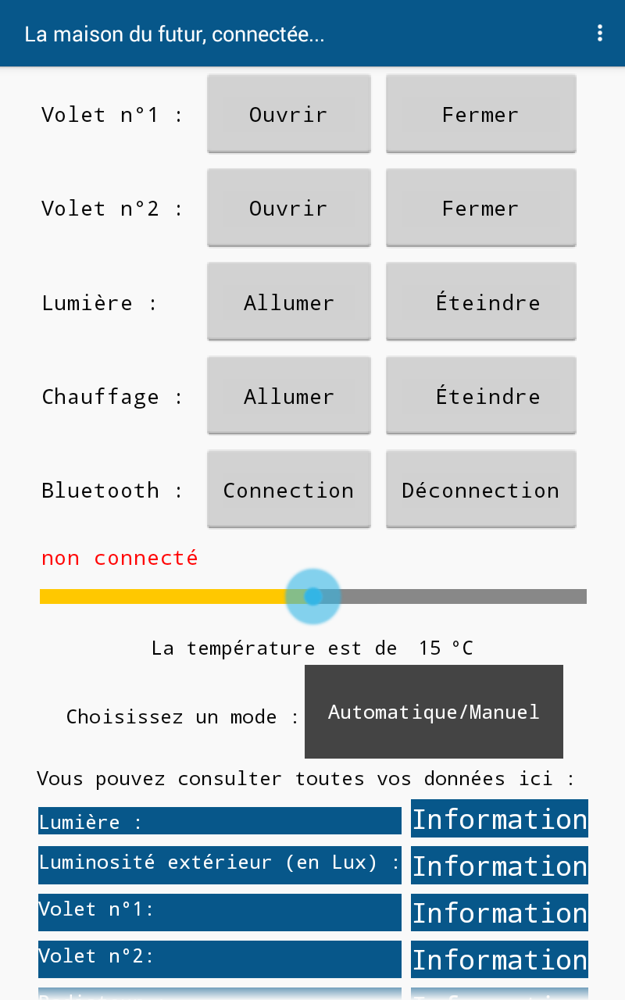 La maison du futur, connectée...
Volet n°1 : Ouvrir Fermer
Volet n°2 : Ouvrir Fermer
Lumière : Allumer Éteindre
Chauffage : Allumer Éteindre
Bluetooth : Connection Déconnection
non connecté
La température est de 15 °C
Choisissez un mode : Automatique/Manuel
Vous pouvez consulter toutes vos données ici :
Lumière : Information
Luminosité extérieur (en Lux) : Information
Volet n°1: Information
Volet n°2: Information